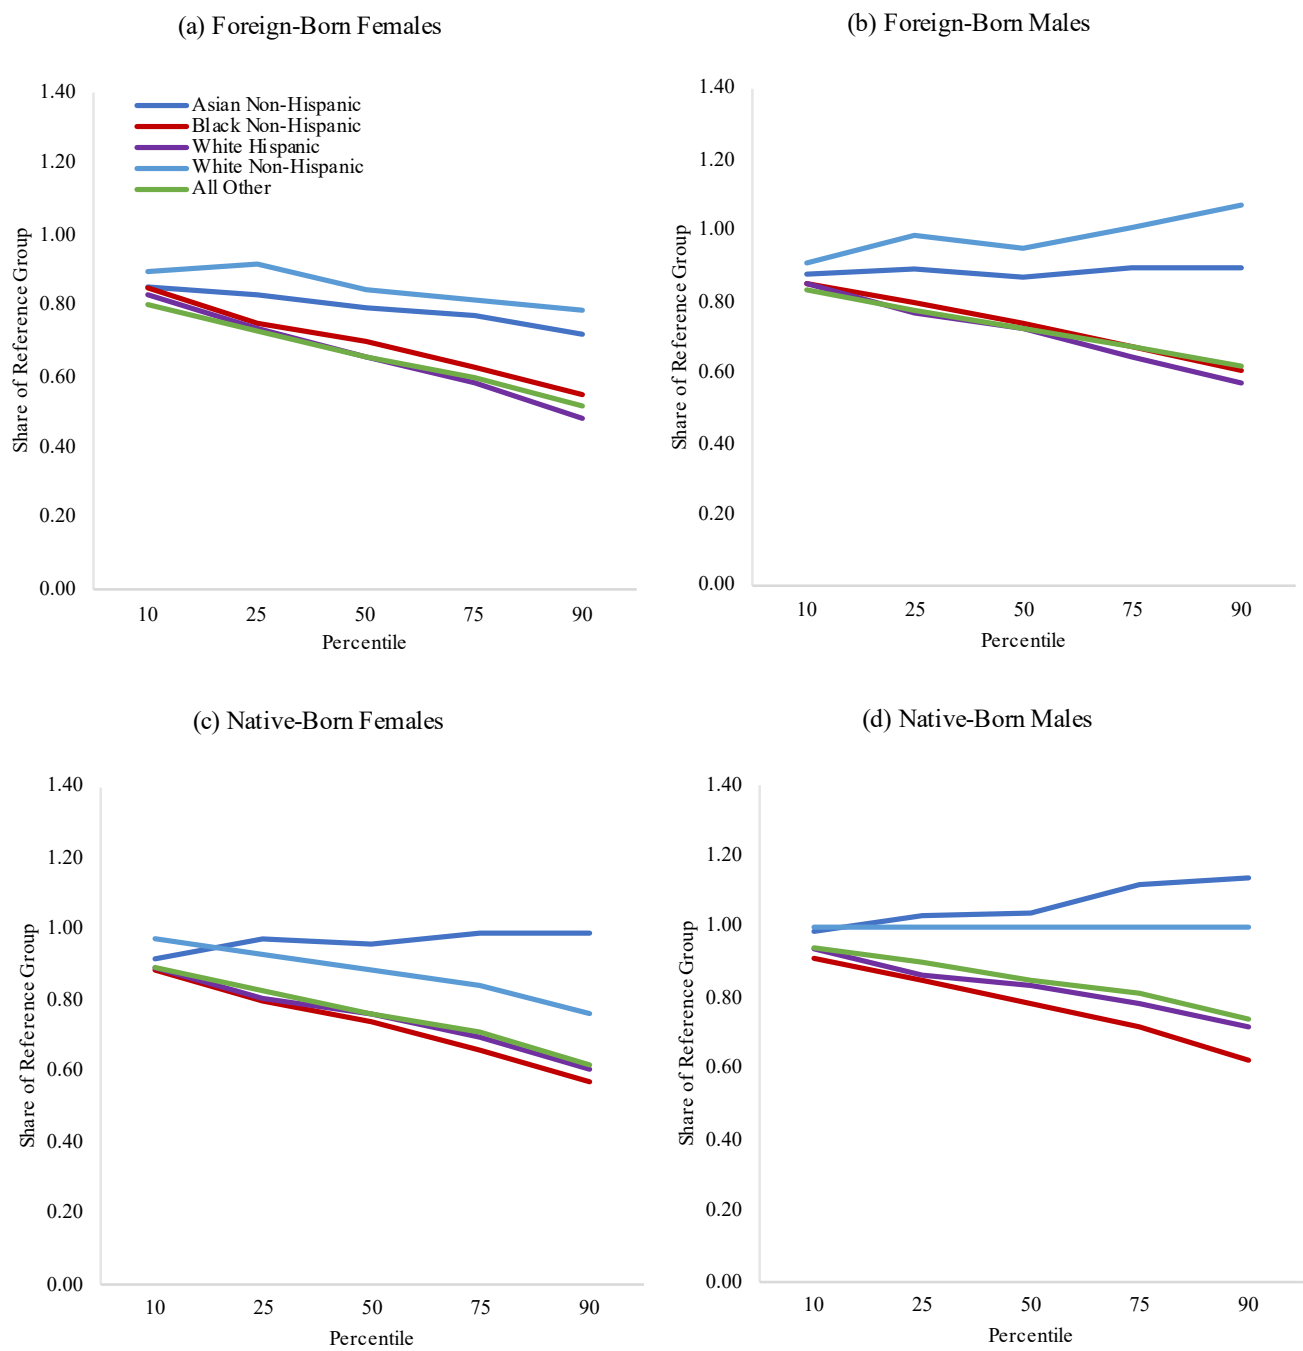 (a) Foreign-Born Females
1.40
1.20
1.00
0.80
0.60
0.40
0.20
0.00
Share of Reference Group
Asian Non-Hispanic
Black Non-Hispanic
White Hispanic
White Non-Hispanic
All Other
10 25 50 75 90
Percentile
(b) Foreign-Born Males
1.40
1.20
1.00
0.80
0.60
0.40
0.20
0.00
Share of Reference Group
10 25 50 75 90
Percentile
(c) Native-Born Females
1.40
1.20
1.00
0.80
0.60
0.40
0.20
0.00
Share of Reference Group
10 25 50 75 90
Percentile
(d) Native-Born Males
1.40
1.20
1.00
0.80
0.60
0.40
0.20
0.00
Share of Reference Group
10 25 50 75 90
Percentile